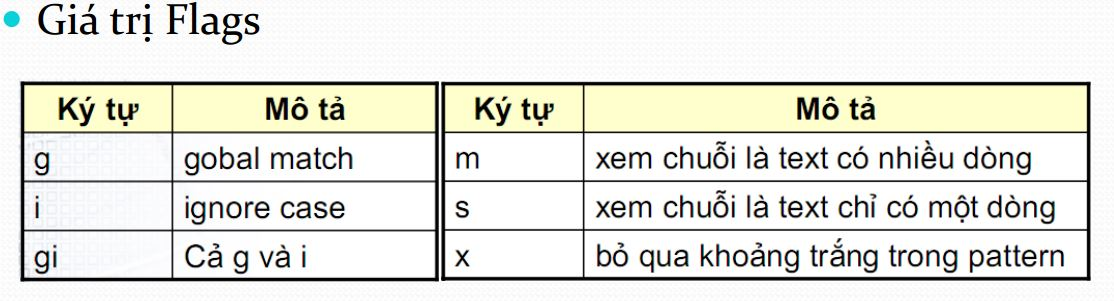 • Giá trị Flags
Ký tự Mô tả Ký tự Mô tả
g gobal match m xem chuỗi là text có nhiều dòng
i ignore case s xem chuỗi là text chỉ có một dòng
gi Cả g và i x bỏ qua khoảng trắng trong pattern